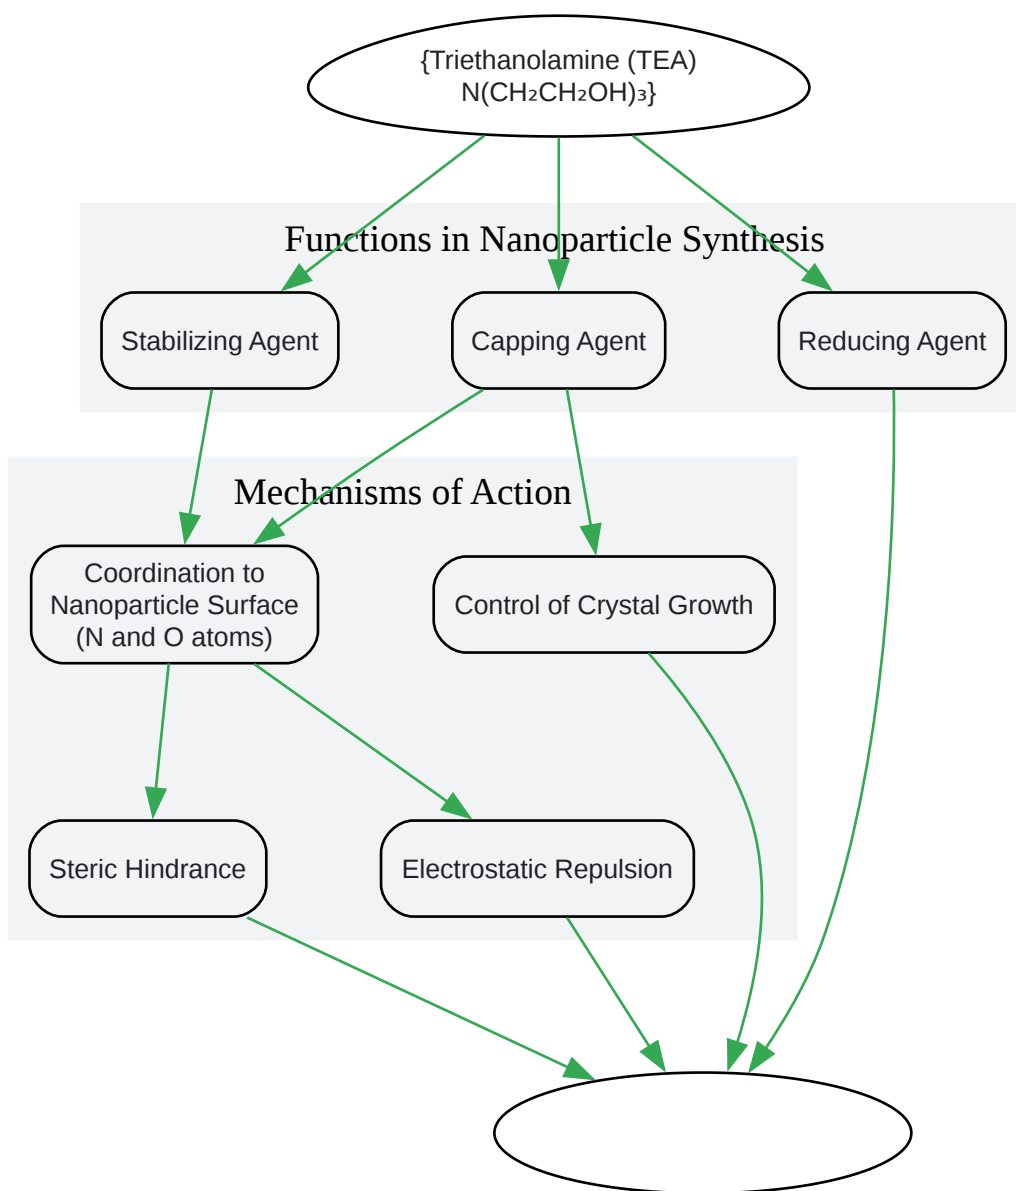 {Triethanolamine (TEA)
N(CH₂CH₂OH)₃}
Functions in Nanoparticle Synthesis
Stabilizing Agent
Capping Agent
Reducing Agent
Mechanisms of Action
Coordination to
Nanoparticle Surface
(N and O atoms)
Control of Crystal Growth
Steric Hindrance
Electrostatic Repulsion